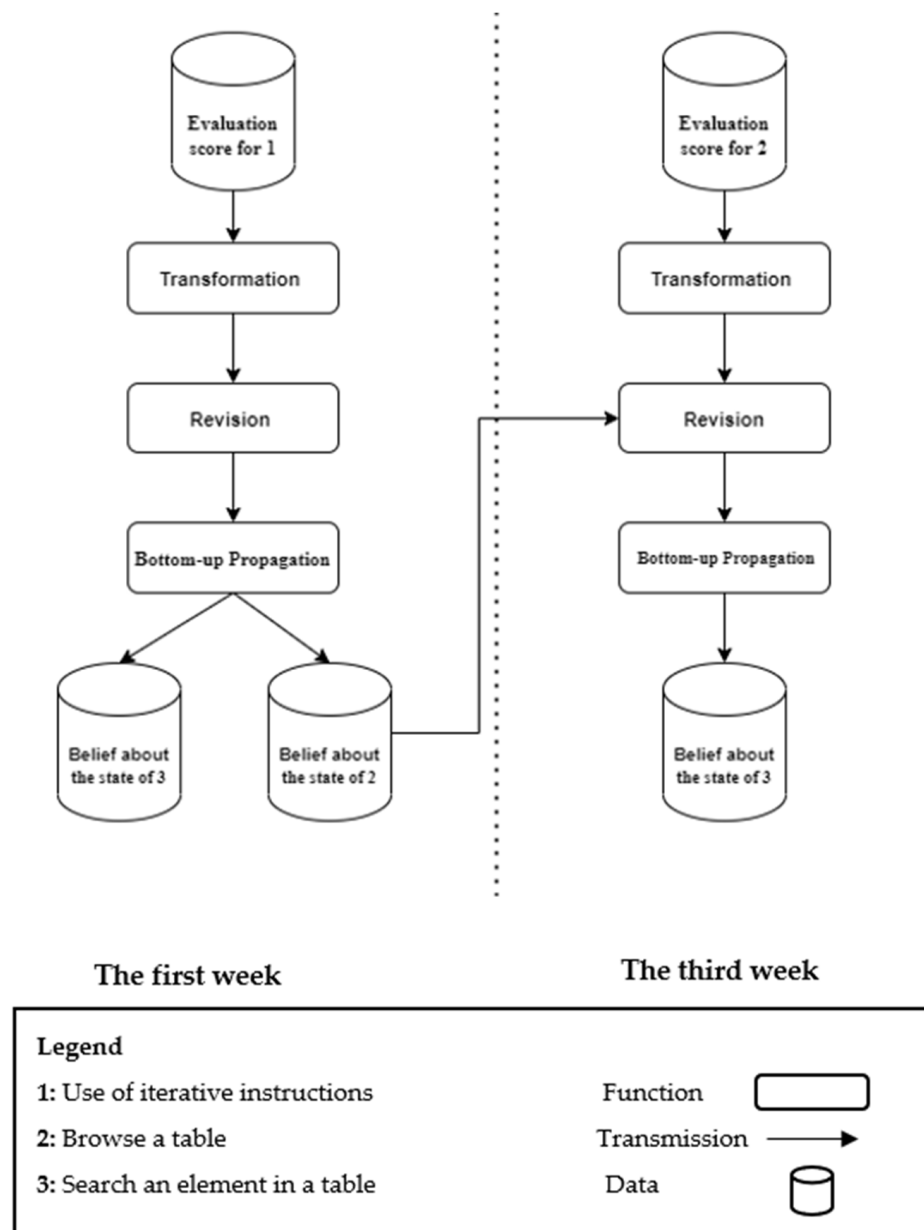 Evaluation
score for 1
Transformation
Revision
Bottom-up Propagation
Belief about
the state of 3
Belief about
the state of 2
The first week
Evaluation
score for 2
Transformation
Revision
Bottom-up Propagation
Belief about
the state of 3
The third week
Legend
1: Use of iterative instructions
2: Browse a table
3: Search an element in a table
Function
Transmission
Data